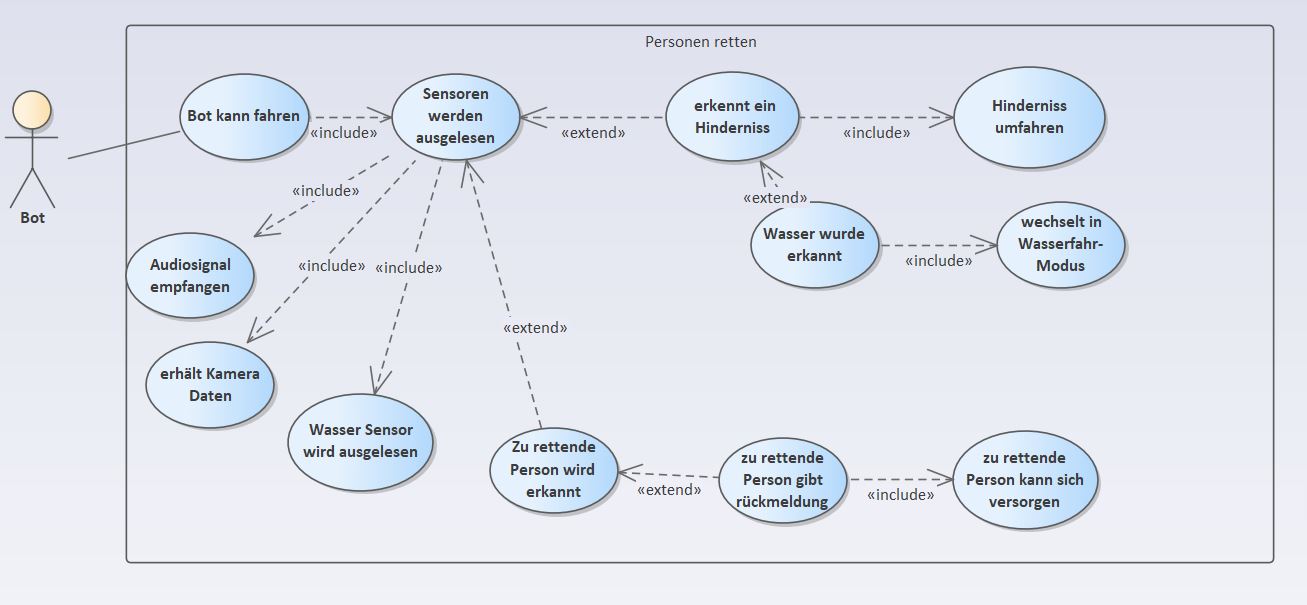 Personen retten
Bot
Bot kann fahren
«include»
Sensoren
werden
ausgelesen
«extend»
erkennt ein
Hinderniss
«include»
Hinderniss
umfahren
«include»
«include»
«include»
«extend»
Wasser wurde
erkannt
«include»
wechselt in
Wasserfahr-
Modus
Audiosignal
empfangen
erhält Kamera
Daten
Wasser Sensor
wird ausgelesen
«extend»
Zu rettende
Person wird
erkannt
«extend»
zu rettende
Person gibt
rückmeldung
«include»
zu rettende
Person kann sich
versorgen